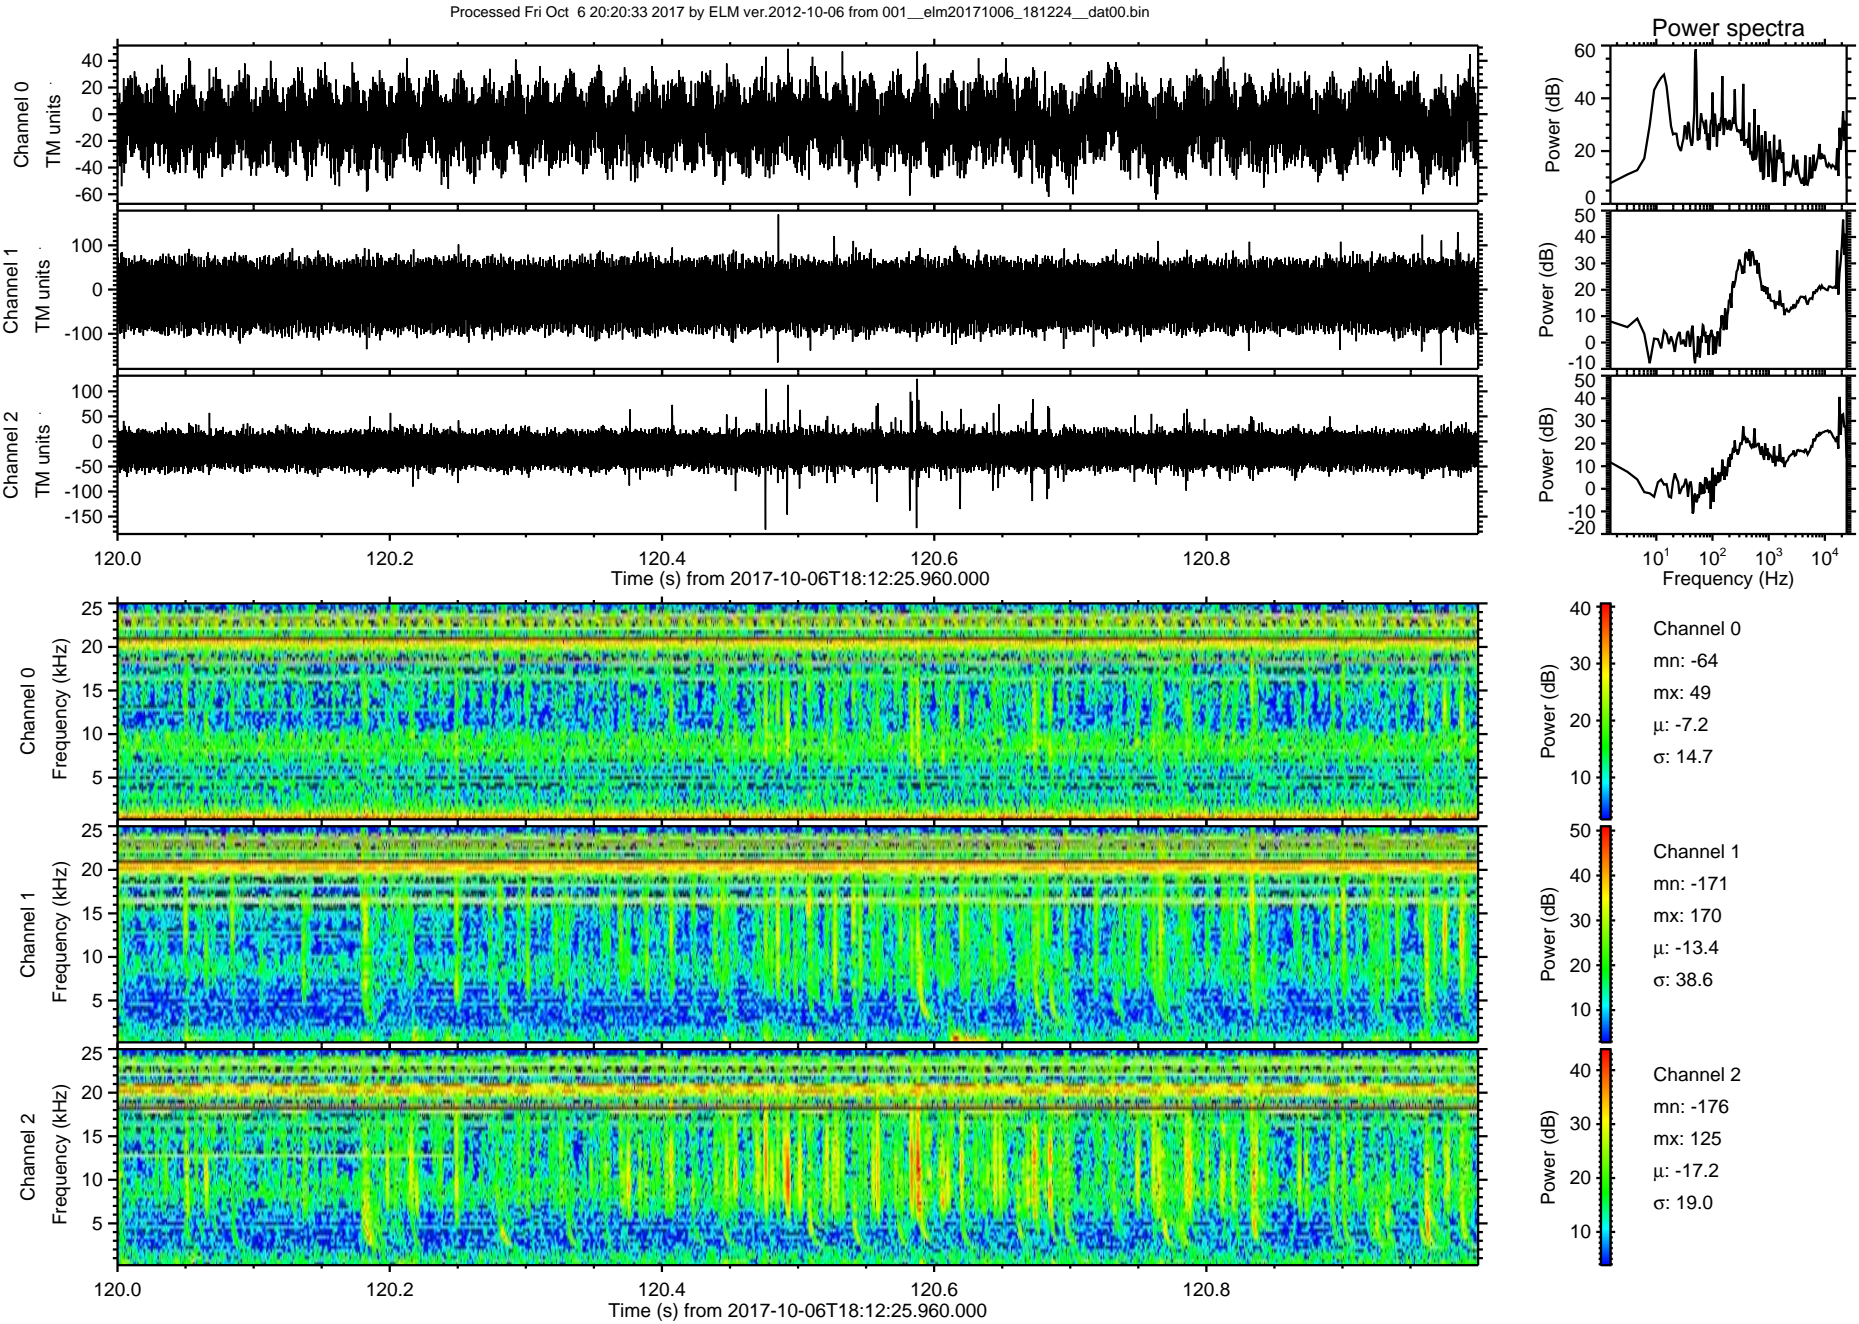 Processed Fri Oct  6 20:20:33 2017 by ELM ver.2012-10-06 from 001__elm20171006_181224__dat00.bin
Power spectra
Channel 0
TM units
40
20
0
-20
-40
-60
Power (dB)
60
40
20
0
Channel 1
TM units
100
0
-100
Power (dB)
50
40
30
20
10
0
-10
Channel 2
TM units
100
50
0
-50
-100
-150
Power (dB)
50
40
30
20
10
0
-10
-20
120.0 120.2 120.4 120.6 120.8
Time (s) from 2017-10-06T18:12:25.960.000
10^1 10^2 10^3 10^4
Frequency (Hz)
Channel 0
Frequency (kHz)
25
20
15
10
5
Power (dB)
40
30
20
10
Channel 0
mn: -64
mx: 49
μ: -7.2
σ: 14.7
Channel 1
Frequency (kHz)
25
20
15
10
5
Power (dB)
50
40
30
20
10
Channel 1
mn: -171
mx: 170
μ: -13.4
σ: 38.6
Channel 2
Frequency (kHz)
25
20
15
10
5
Power (dB)
40
30
20
10
Channel 2
mn: -176
mx: 125
μ: -17.2
σ: 19.0
120.0 120.2 120.4 120.6 120.8
Time (s) from 2017-10-06T18:12:25.960.000